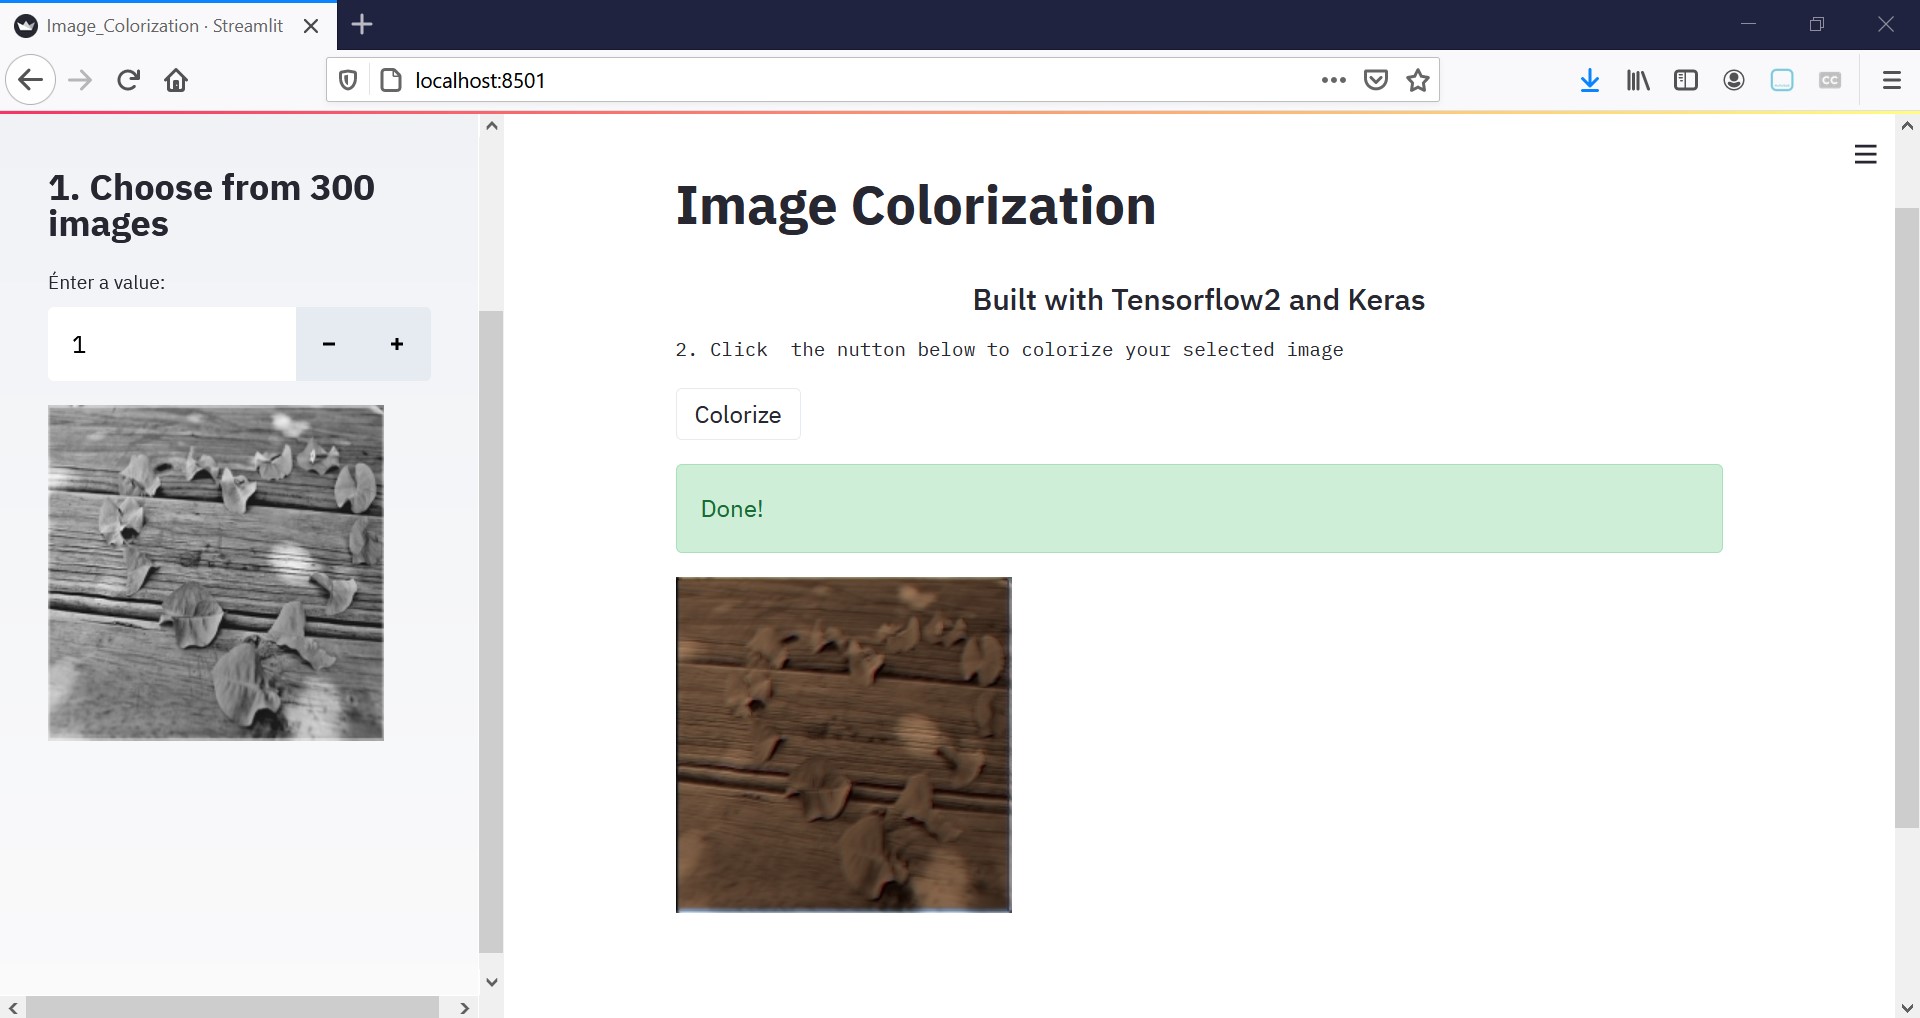 Image_Colorization · Streamlit
localhost:8501
CC
1. Choose from 300
images
Énter a value:
1
Image Colorization
Built with Tensorflow2 and Keras
2. Click  the nutton below to colorize your selected image
Colorize
Done!